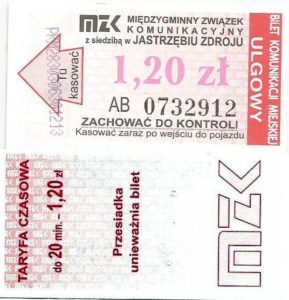 MZK MIĘDZYGMINNY ZWIĄZEK
KOMUNIKACYJNY
z siedzibą w JASTRZĘBIU ZDROJU
1,20 zł
AB 0732912
ZACHOWAĆ DO KONTROLI
Kasować zaraz po wejściu do pojazdu
Tu
kasować
BILET KOMUNIKACJI MIEJSKIEJ
ULGOWY
TARYFA CZASOWA
do 20 min. – 1,20 zł
Przesiadka
unieważnia bilet
MZK